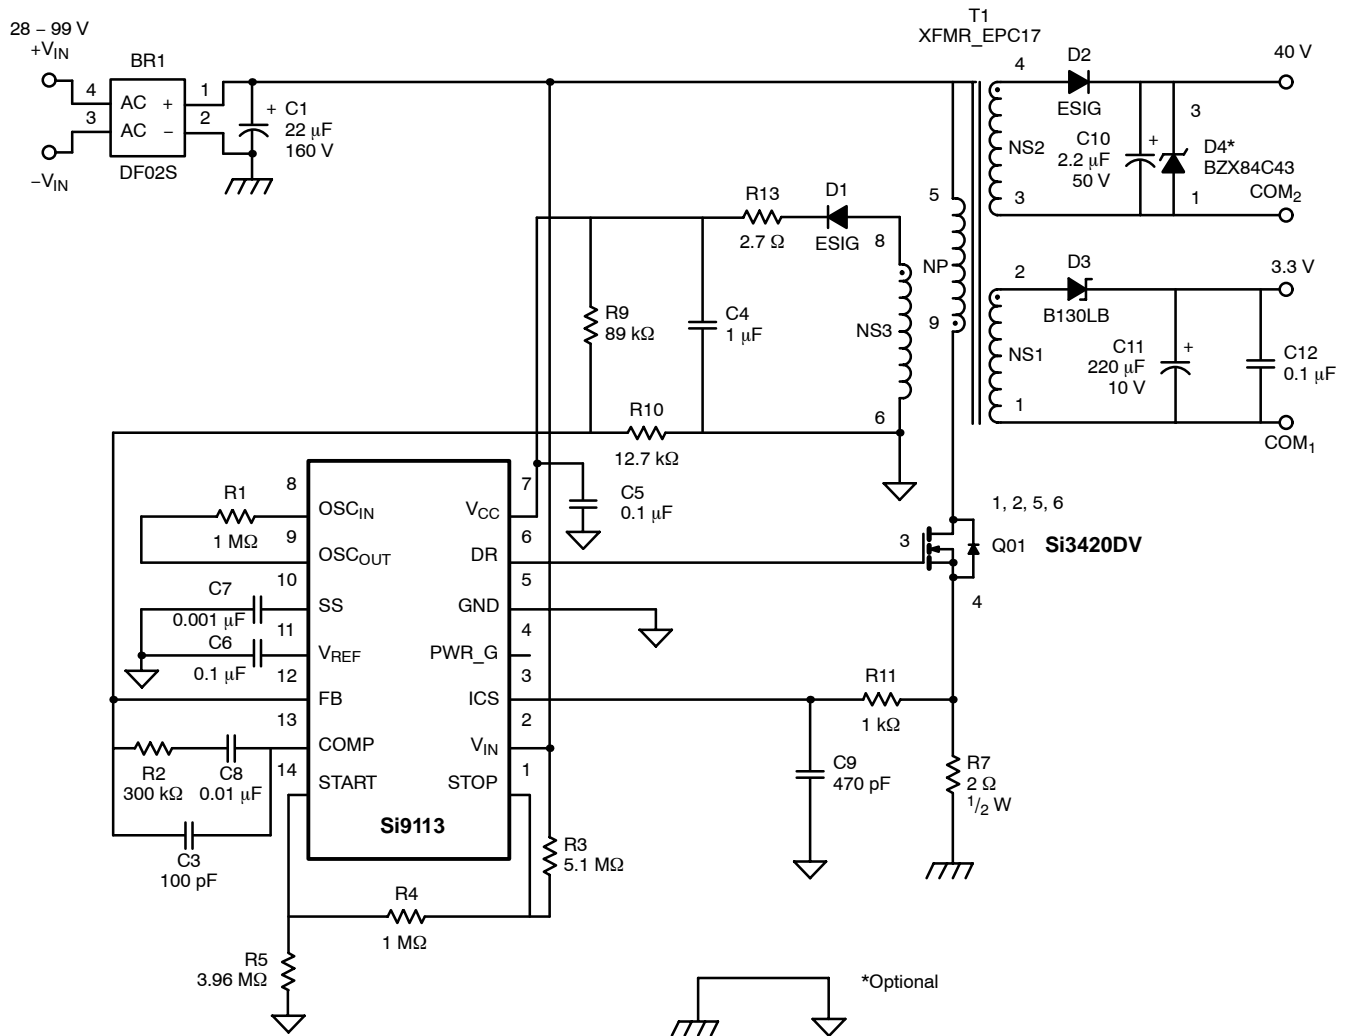 28 – 99 V
+VIN
BR1
4
AC
+
1
3
AC
–
2
DF02S
–VIN
+
C1
22 µF
160 V
T1
XFMR_EPC17
4
D2
ESIG
40 V
NS2
C10
2.2 µF
50 V
+
3
D4*
BZX84C43
1
COM2
3
R13
2.7 Ω
D1
ESIG
8
5
NP
9
2
D3
B130LB
3.3 V
R9
89 kΩ
C4
1 µF
NS3
NS1
C11
220 µF
10 V
+
C12
0.1 µF
6
1
COM1
R10
12.7 kΩ
8
R1
1 MΩ
OSCIN
9
OSCOUT
10
C7
0.001 µF
SS
11
C6
0.1 µF
VREF
12
FB
13
COMP
R2
300 kΩ
C8
0.01 µF
14
START
C3
100 pF
7
VCC
C5
0.1 µF
6
DR
5
GND
4
PWR_G
3
ICS
2
VIN
1
STOP
Si9113
1, 2, 5, 6
3
Q01
Si3420DV
4
R11
1 kΩ
C9
470 pF
R7
2 Ω
1/2 W
R3
5.1 MΩ
R4
1 MΩ
R5
3.96 MΩ
*Optional